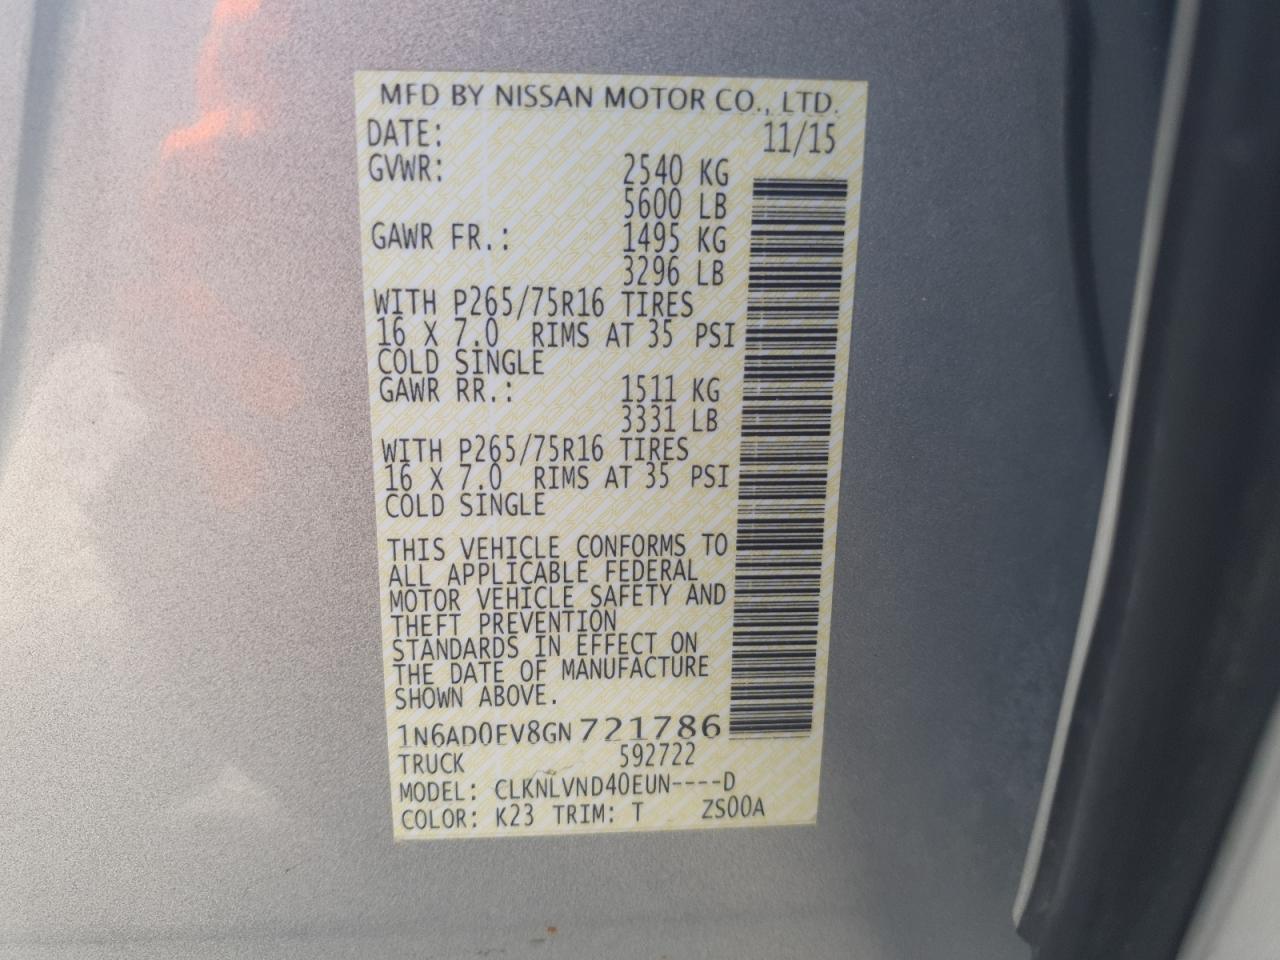 MFD BY NISSAN MOTOR CO., LTD.
DATE: 11/15
GVWR: 2540 KG
5600 LB
GAWR FR.: 1495 KG
3296 LB
WITH P265/75R16 TIRES
16 X 7.0 RIMS AT 35 PSI
COLD SINGLE
GAWR RR.: 1511 KG
3331 LB
WITH P265/75R16 TIRES
16 X 7.0 RIMS AT 35 PSI
COLD SINGLE
THIS VEHICLE CONFORMS TO
ALL APPLICABLE FEDERAL
MOTOR VEHICLE SAFETY AND
THEFT PREVENTION
STANDARDS IN EFFECT ON
THE DATE OF MANUFACTURE
SHOWN ABOVE.
1N6AD0EV8GN721786
TRUCK 592722
MODEL: CLKNLVND40EUN----D
COLOR: K23 TRIM: T ZS00A